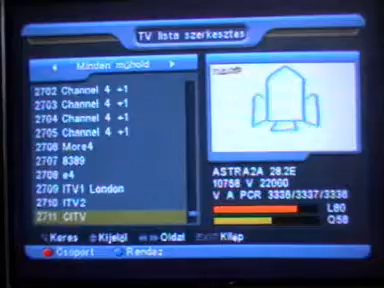 TV lista szerkesztés
Minden műhold
2702 Channel 4 +1
2703 Channel 4 +1
2704 Channel 4 +1
2705 Channel 4 +1
2706 More4
2707 8389
2708 e4
2709 ITV1 London
2710 ITV2
2711 CITV
ASTRA2A 28.2E
10758 V 22000
V A PCR 3336/3337/3336
L80
Q58
Keres Kijelöl Oldal EXIT Kilép
Csoport Rendez